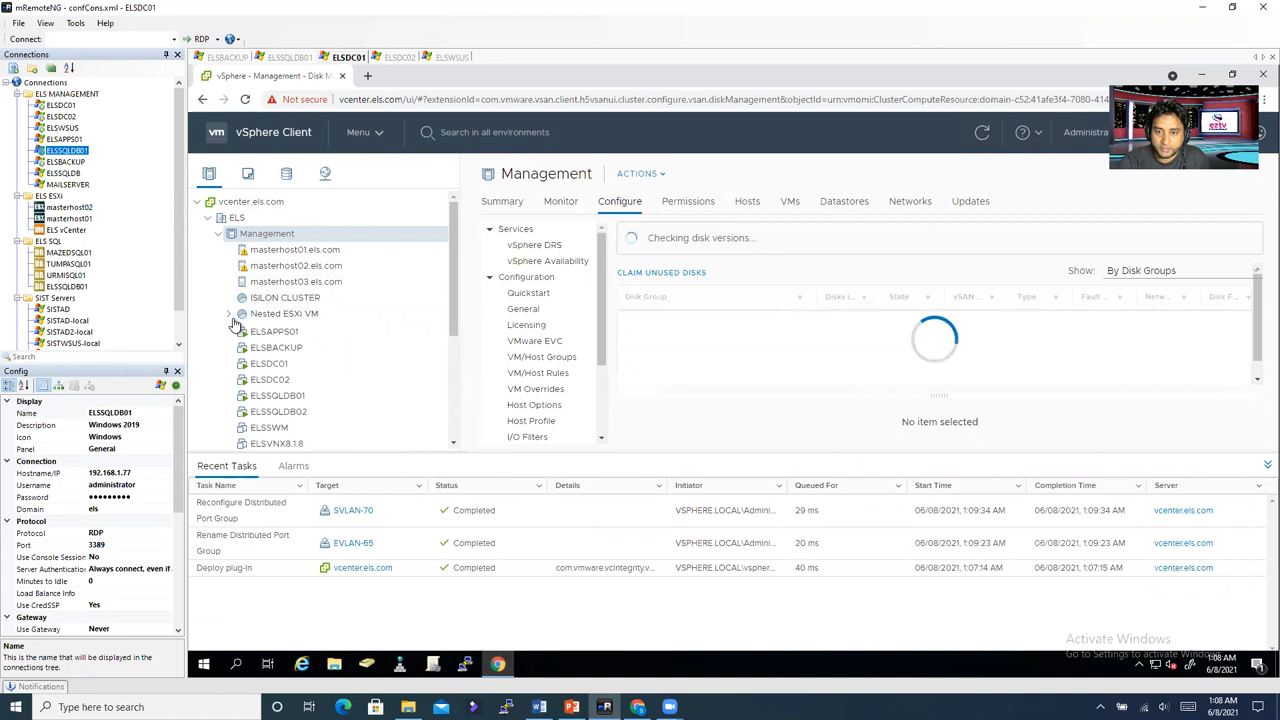 mRemoteNG - confCons.xml - ELSDC01
File View Tools Help
Connect: RDP
Connections
Connections
ELS MANAGEMENT
ELSDC01
ELSDC02
ELSWSUS
ELSAPPS01
ELSSQLDB01
ELSBACKUP
ELSSQLDB
MAILSERVER
ELS ESXi
masterhost02
masterhost01
ELS vCenter
ELS SQL
MAZEDSQL01
TUMPASQL01
URMISQL01
ELSSQLDB01
SIST Servers
SISTAD
SISTAD-local
SISTAD2-local
SISTWSUS-local
Search
Config
Display
Name ELSSQLDB01
Description Windows 2019
Icon Windows
Panel General
Connection
Hostname/IP 192.168.1.77
Username administrator
Password ●●●●●●●●●
Domain els
Protocol
Protocol RDP
Port 3389
Use Console Session No
Server Authentication Always connect, even if a
Minutes to Idle 0
Load Balance Info
Use CredSSP Yes
Gateway
Use Gateway Never
Name
This is the name that will be displayed in the connections tree.
Notifications
ELSBACKUP ELSSQLDB01 ELSDC01 ELSDC02 ELSWSUS
vSphere - Management - Disk M
Not secure vcenter.els.com/ui/#?extensionId=com.vmware.vsan.client.h5vsanui.cluster.configure.vsan.diskManagement&objectId=urn:vmomi:ClusterComputeResource:domain-c52:41afe3f4-7080-414
vm vSphere Client Menu Search in all environments Administra
vcenter.els.com
ELS
Management
masterhost01.els.com
masterhost02.els.com
masterhost03.els.com
ISILON CLUSTER
Nested ESXi VM
ELSAPPS01
ELSBACKUP
ELSDC01
ELSDC02
ELSSQLDB01
ELSSQLDB02
ELSSWM
ELSVNX8.1.8
Management ACTIONS
Summary Monitor Configure Permissions Hosts VMs Datastores Networks Updates
Services
vSphere DRS
vSphere Availability
Configuration
Quickstart
General
Licensing
VMware EVC
VM/Host Groups
VM/Host Rules
VM Overrides
Host Options
Host Profile
I/O Filters
Checking disk versions...
CLAIM UNUSED DISKS Show: By Disk Groups
Disk Group Disks i... State vSAN ... Type Fault ... Netw... Disk F...
No item selected
Recent Tasks Alarms
Task Name Target Status Details Initiator Queued For Start Time Completion Time Server
Reconfigure Distributed Port Group SVLAN-70 Completed VSPHERE.LOCAL\Admini... 29 ms 06/08/2021, 1:09:34 AM 06/08/2021, 1:09:34 AM vcenter.els.com
Rename Distributed Port Group EVLAN-65 Completed VSPHERE.LOCAL\Admini... 20 ms 06/08/2021, 1:09:23 AM 06/08/2021, 1:09:23 AM vcenter.els.com
Deploy plug-in vcenter.els.com Completed com.vmware.vcIntegrity.v... VSPHERE.LOCAL\vspher... 40 ms 06/08/2021, 1:07:14 AM 06/08/2021, 1:07:15 AM vcenter.els.com
Activate Windows
Go to Settings to activate Windows
1:08 AM
6/8/2021
Type here to search
1:08 AM
6/8/2021